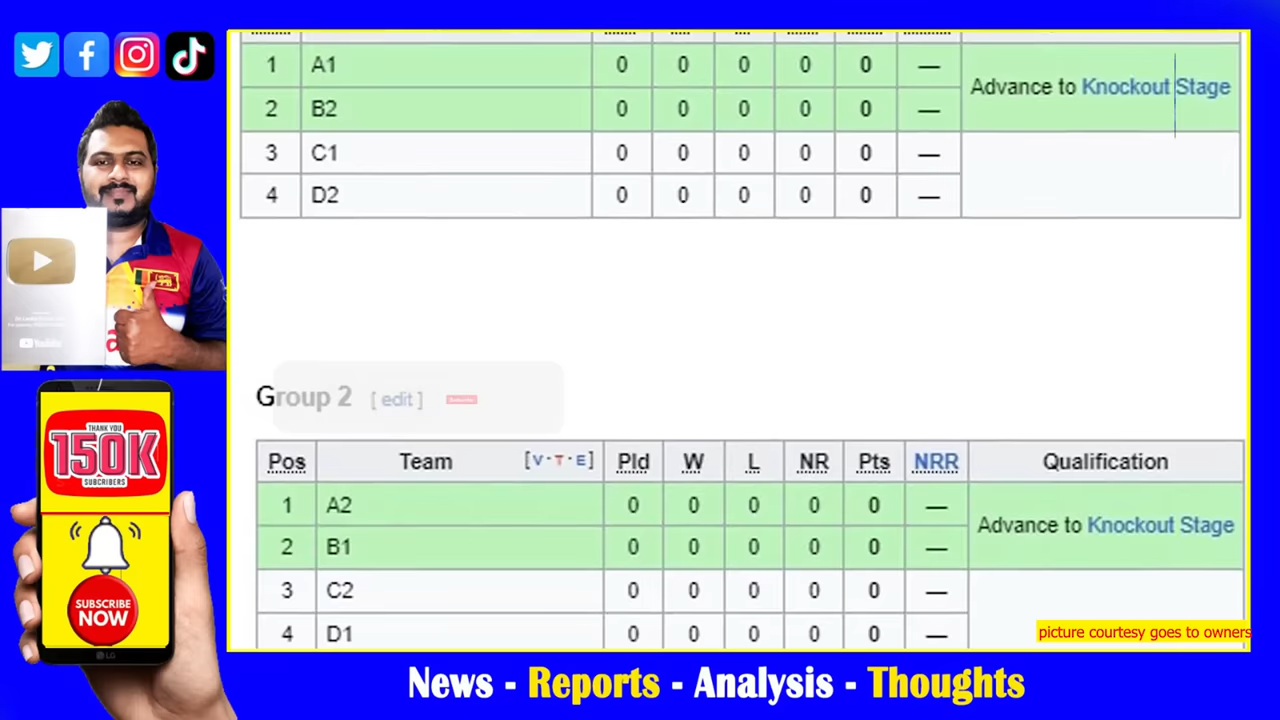 1 A1 0 0 0 0 0 — Advance to Knockout Stage
2 B2 0 0 0 0 0 —
3 C1 0 0 0 0 0 —
4 D2 0 0 0 0 0 —
Group 2 [ edit ]
Pos Team [V·T·E] Pld W L NR Pts NRR Qualification
1 A2 0 0 0 0 0 — Advance to Knockout Stage
2 B1 0 0 0 0 0 —
3 C2 0 0 0 0 0 —
4 D1 0 0 0 0 0 —
picture courtesy goes to owners
YouTube
THANK YOU
150K
SUBCRIBERS
SUBSCRIBE
NOW
LG
News - Reports - Analysis - Thoughts